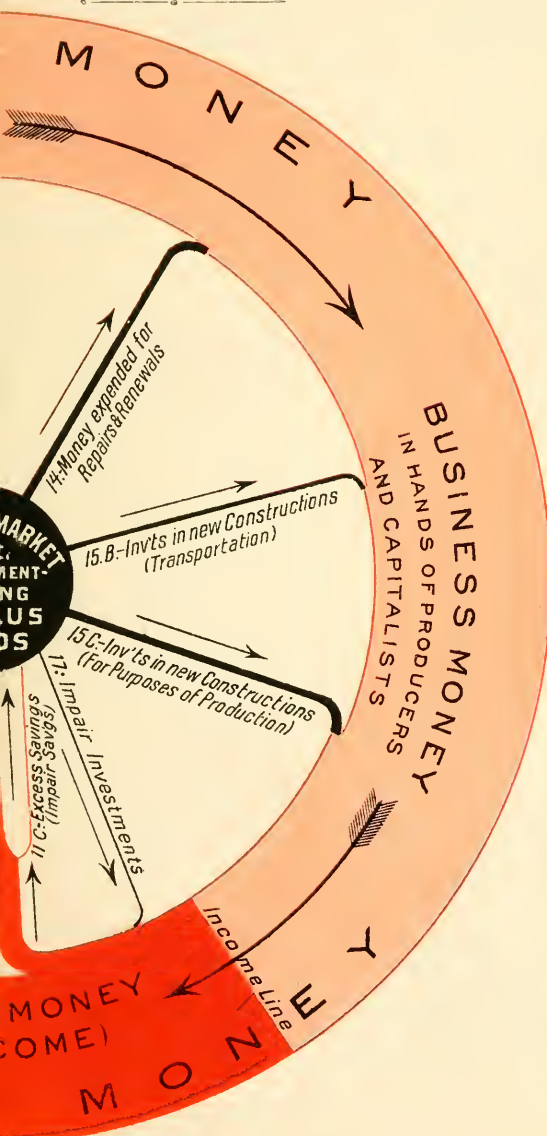 MONEY
BUSINESS MONEY
IN HANDS OF PRODUCERS
AND CAPITALISTS
14:-Money expended for
Repairs & Renewals
15.B:-Inv'ts in new Constructions
(Transportation)
15 C:-Inv'ts in new Constructions
(For Purposes of Production)
17: Impair Investments
11 C:-Excess Savings
(Impair Savgs)
MARKET
MENT-
NG
US
DS
Income Line
MONEY
COME)
MONEY